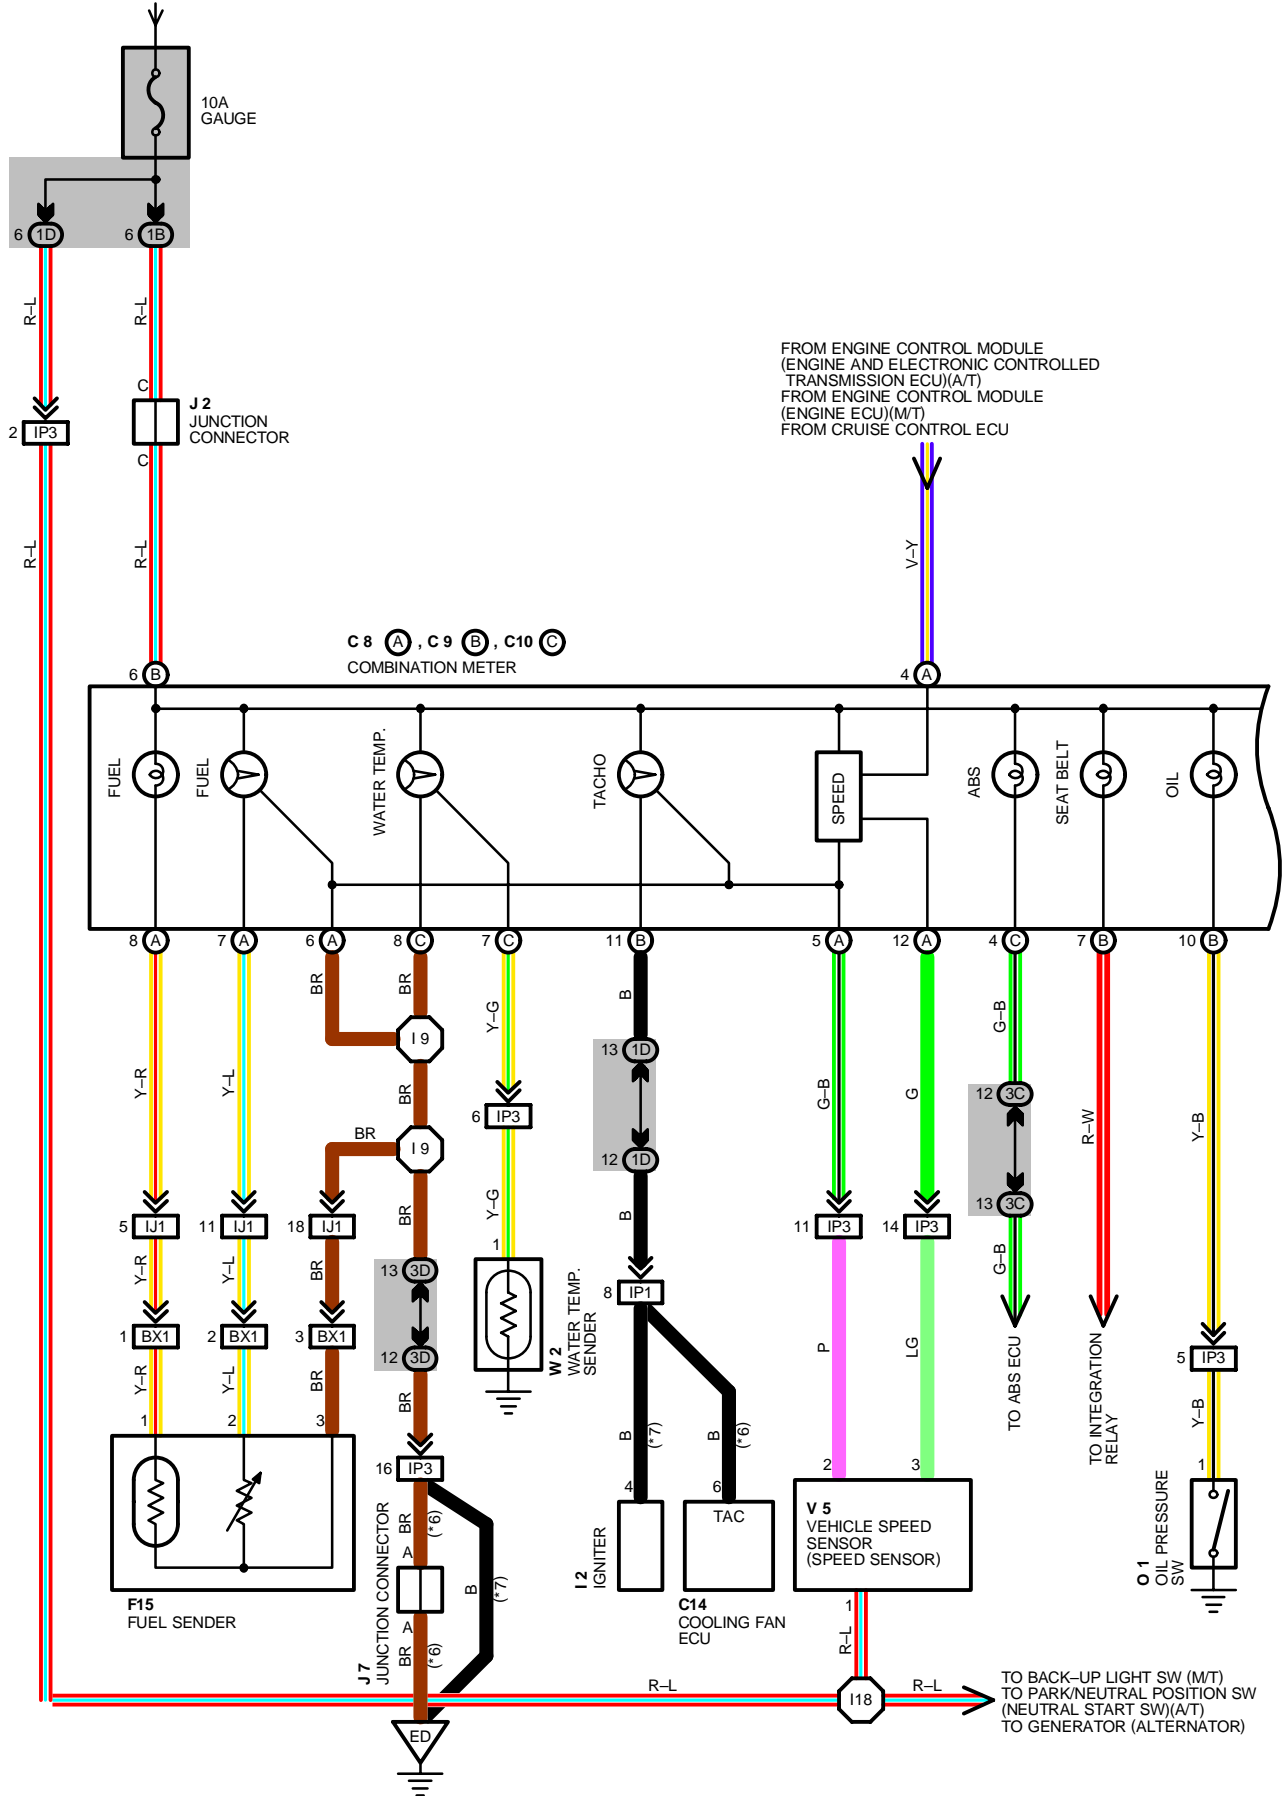 10A
GAUGE
6 1D
6 1B
R–L
R–L
C
J 2
JUNCTION
CONNECTOR
2 IP3
C
R–L
R–L
FROM ENGINE CONTROL MODULE
(ENGINE AND ELECTRONIC CONTROLLED
TRANSMISSION ECU)(A/T)
FROM ENGINE CONTROL MODULE
(ENGINE ECU)(M/T)
FROM CRUISE CONTROL ECU
V–Y
C 8 A , C 9 B , C10 C
COMBINATION METER
6 B
4 A
FUEL
FUEL
WATER TEMP.
TACHO
SPEED
ABS
SEAT BELT
OIL
8 A
7 A
6 A
8 C
7 C
11 B
5 A
12 A
4 C
7 B
10 B
BR
BR
Y–G
B
G–B
I 9
13 1D
Y–R
Y–L
BR
6 IP3
G–B
G
12 3C
R–W
Y–B
BR
I 9
12 1D
5 IJ1
11 IJ1
18 IJ1
BR
Y–G
B
11 IP3
14 IP3
13 3C
1
Y–R
Y–L
BR
13 3D
G–B
8 IP1
1 BX1
2 BX1
3 BX1
12 3D
W 2
WATER TEMP.
SENDER
P
LG
TO ABS ECU
TO INTEGRATION
RELAY
5 IP3
Y–R
Y–L
BR
BR
B
(*7)
B
(*6)
Y–B
1
2
3
16 IP3
4
6
2
3
1
BR
(*6)
A
B
(*7)
A
BR
(*6)
J 7
JUNCTION CONNECTOR
I 2
IGNITER
TAC
C14
COOLING FAN
ECU
V 5
VEHICLE SPEED
SENSOR
(SPEED SENSOR)
O 1
OIL PRESSURE
SW
F15
FUEL SENDER
1
R–L
R–L
I18
R–L
TO BACK–UP LIGHT SW (M/T)
TO PARK/NEUTRAL POSITION SW
(NEUTRAL START SW)(A/T)
TO GENERATOR (ALTERNATOR)
ED